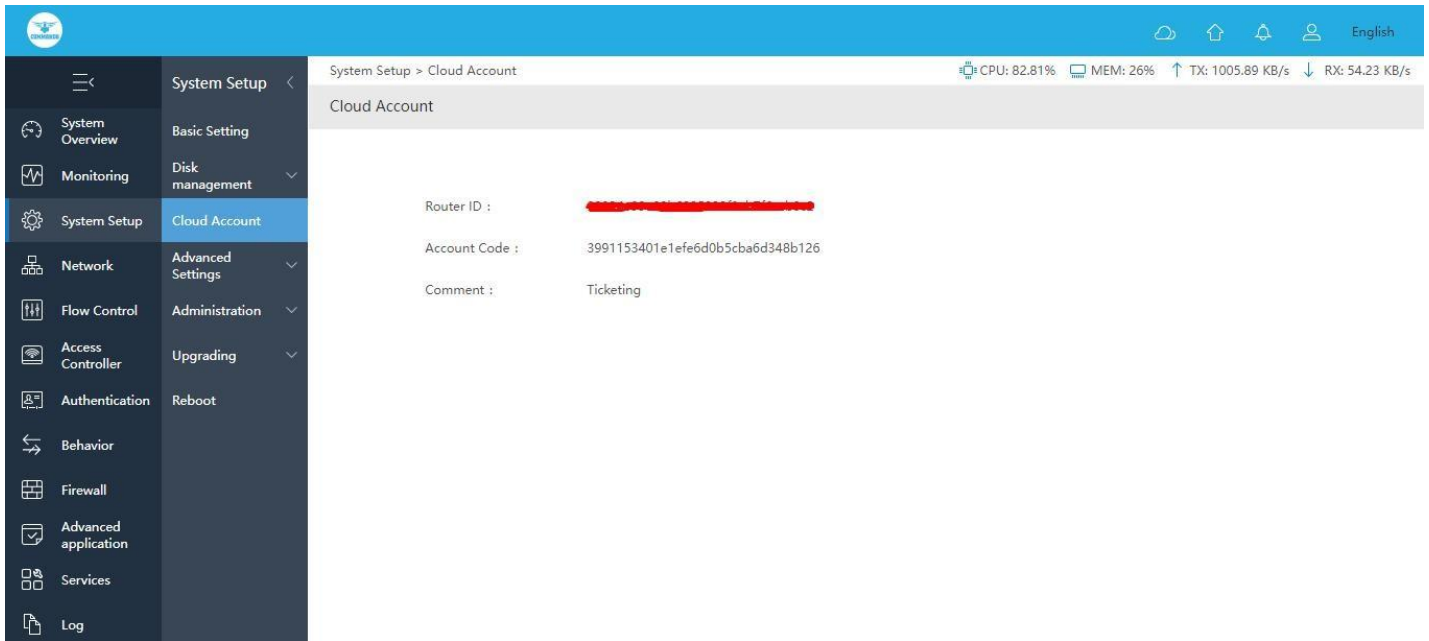 English
System Setup > Cloud Account
CPU: 82.81% MEM: 26% TX: 1005.89 KB/s RX: 54.23 KB/s
Cloud Account
System
Overview
Monitoring
System Setup
Network
Flow Control
Access
Controller
Authentication
Behavior
Firewall
Advanced
application
Services
Log
System Setup
Basic Setting
Disk
management
Cloud Account
Advanced
Settings
Administration
Upgrading
Reboot
Router ID :
Account Code : 3991153401e1efe6d0b5cba6d348b126
Comment : Ticketing